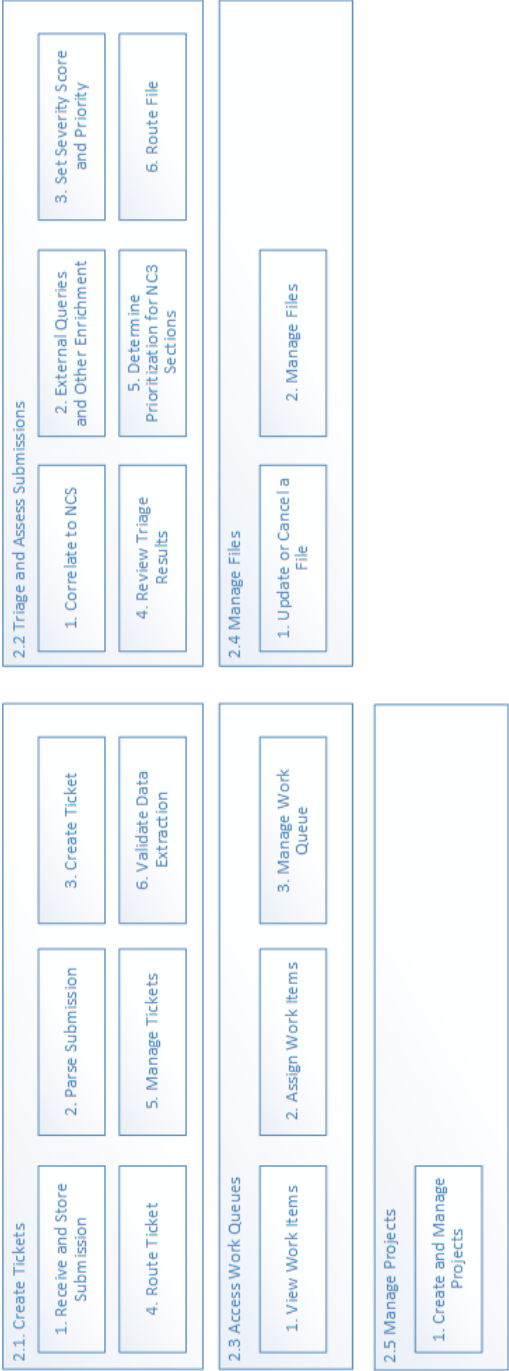 2.1. Create Tickets
1. Receive and Store
Submission
2. Parse Submission
3. Create Ticket
4. Route Ticket
5. Manage Tickets
6. Validate Data
Extraction
2.2 Triage and Assess Submissions
1. Correlate to NCS
2. External Queries
and Other Enrichment
3. Set Severity Score
and Priority
4. Review Triage
Results
5. Determine
Prioritization for NC3
Sections
6. Route File
2.3 Access Work Queues
1. View Work Items
2. Assign Work Items
3. Manage Work
Queue
2.4 Manage Files
1. Update or Cancel a
File
2. Manage Files
2.5 Manage Projects
1. Create and Manage
Projects